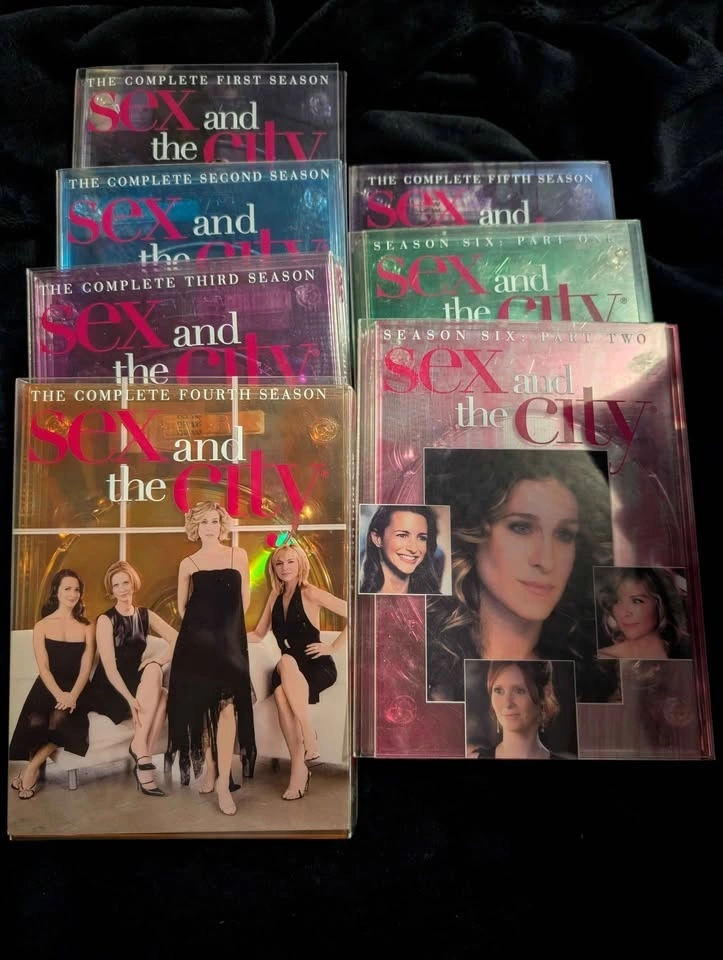 THE COMPLETE FIRST SEASON
sex and
the city
THE COMPLETE SECOND SEASON
sex and
the city
THE COMPLETE THIRD SEASON
sex and
the city
THE COMPLETE FOURTH SEASON
sex and
the city
THE COMPLETE FIFTH SEASON
sex and
SEASON SIX: PART ONE
sex and
the city®
SEASON SIX: PART TWO
sex and
the city